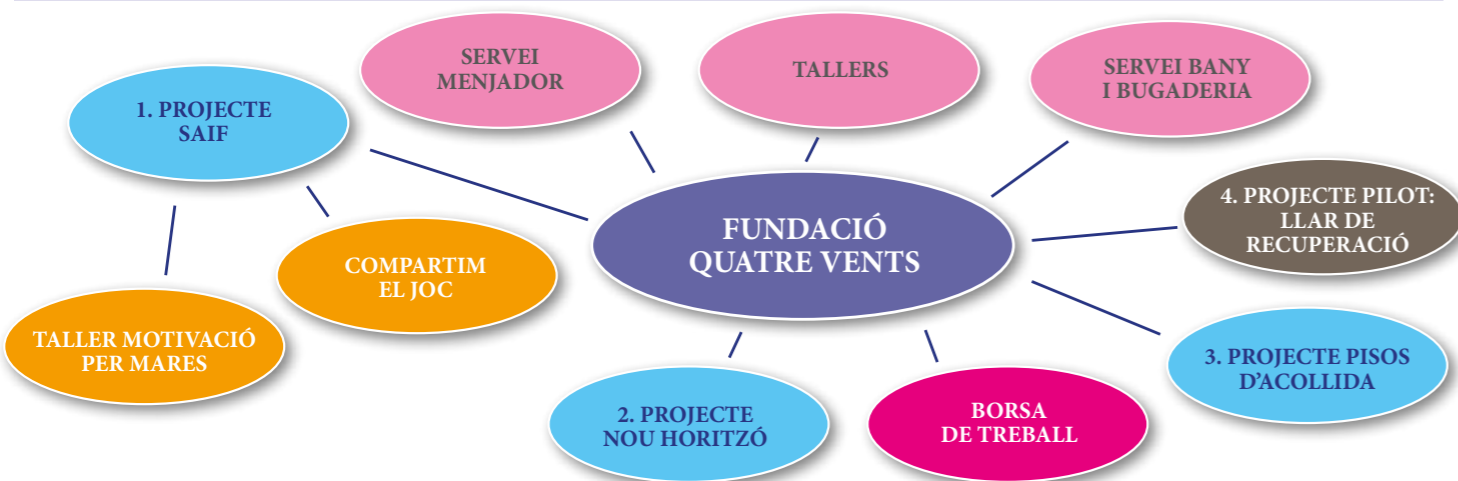 SERVEI
MENJADOR
TALLERS
SERVEI BANY
I BUGADERIA
1. PROJECTE
SAIF
4. PROJECTE PILOT:
LLAR DE
RECUPERACIÓ
FUNDACIÓ
QUATRE VENTS
COMPARTIM
EL JOC
TALLER MOTIVACIÓ
PER MARES
3. PROJECTE PISOS
D’ACOLLIDA
2. PROJECTE
NOU HORITZÓ
BORSA
DE TREBALL